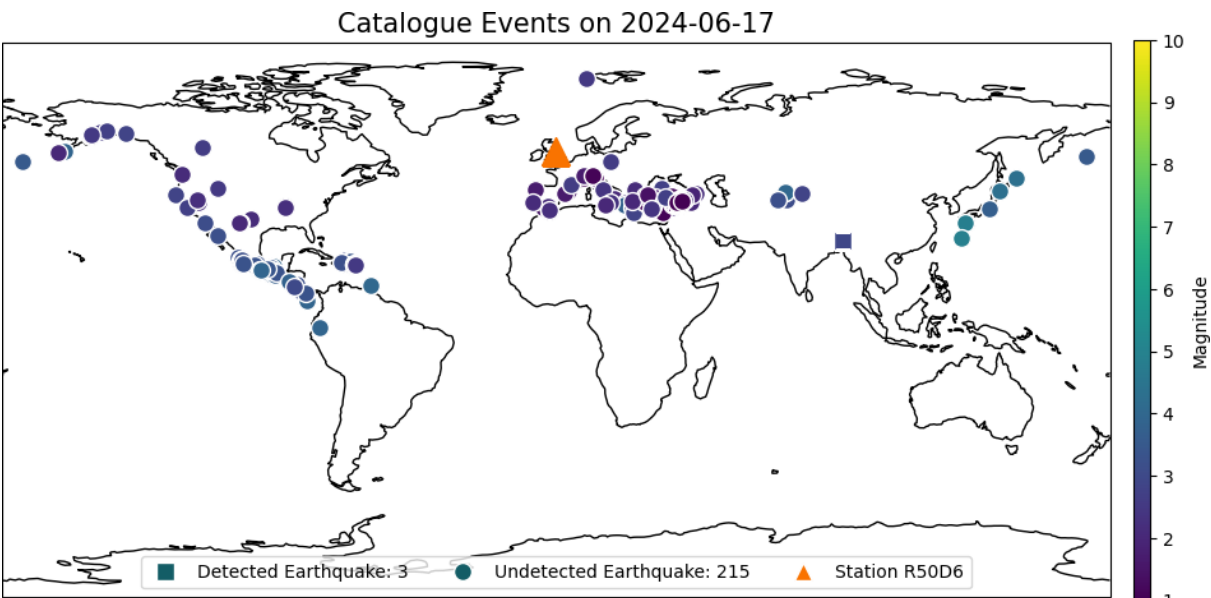 Catalogue Events on 2024-06-17
10
9
8
7
6
5
4
3
2
1
Magnitude
Detected Earthquake: 3
Undetected Earthquake: 215
Station R50D6